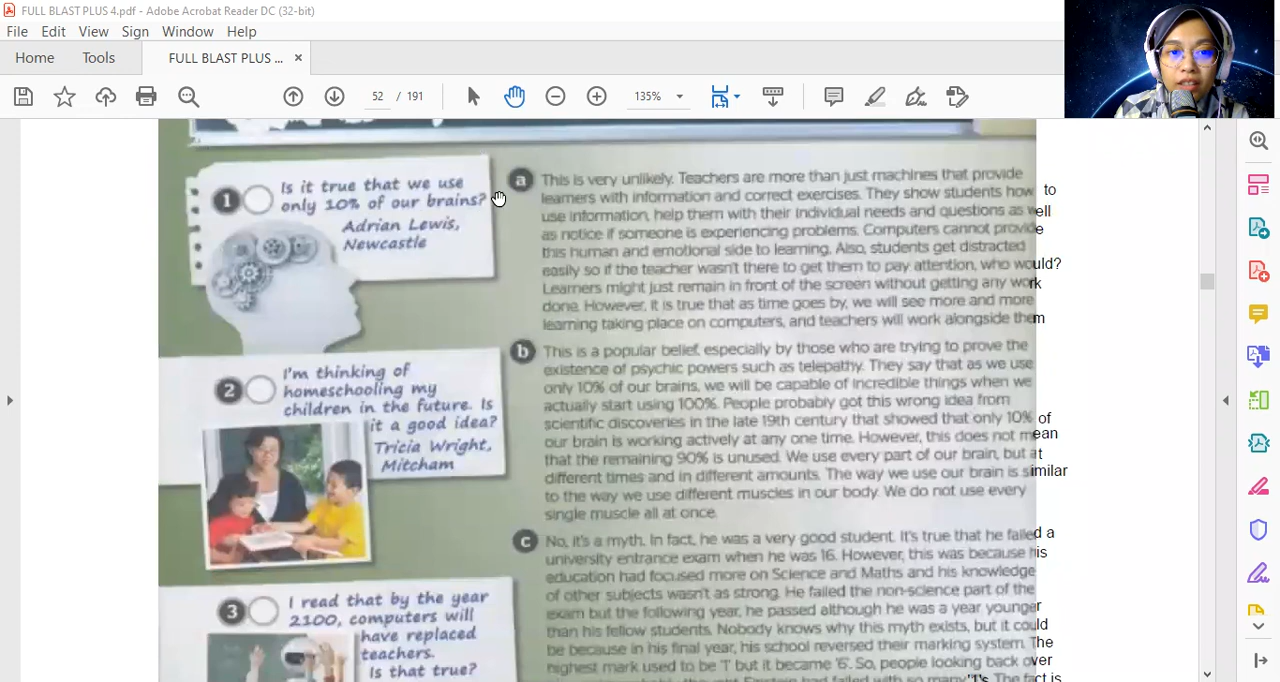 FULL BLAST PLUS 4.pdf - Adobe Acrobat Reader DC (32-bit)
File Edit View Sign Window Help
Home Tools FULL BLAST PLUS ... ×
52 / 191 135%
1 Is it true that we use
only 10% of our brains?
Adrian Lewis,
Newcastle
2 I'm thinking of
homeschooling my
children in the future. Is
it a good idea?
Tricia Wright,
Mitcham
3 I read that by the year
2100, computers will
have replaced
teachers.
Is that true?
a This is very unlikely. Teachers are more than just machines that provide
learners with information and correct exercises. They show students how to
use information, help them with their individual needs and questions as well
as notice if someone is experiencing problems. Computers cannot provide
this human and emotional side to learning. Also, students get distracted
easily so if the teacher wasn't there to get them to pay attention, who would?
Learners might just remain in front of the screen without getting any work
done. However, it is true that as time goes by, we will see more and more
learning taking place on computers, and teachers will work alongside them
b This is a popular belief, especially by those who are trying to prove the
existence of psychic powers such as telepathy. They say that as we use
only 10% of our brains, we will be capable of incredible things when we
actually start using 100%. People probably got this wrong idea from
scientific discoveries in the late 19th century that showed that only 10% of
our brain is working actively at any one time. However, this does not mean
that the remaining 90% is unused. We use every part of our brain, but at
different times and in different amounts. The way we use our brain is similar
to the way we use different muscles in our body. We do not use every
single muscle all at once.
c No, it's a myth. In fact, he was a very good student. It's true that he failed a
university entrance exam when he was 16. However, this was because his
education had focused more on Science and Maths and his knowledge
of other subjects wasn't as strong. He failed the non-science part of the
exam but the following year, he passed although he was a year younger
than his fellow students. Nobody knows why this myth exists, but it could
be because in his final year, his school reversed their marking system. The
highest mark used to be '1' but it became '6'. So, people looking back over
Einstein had failed with so many '1's. The fact is